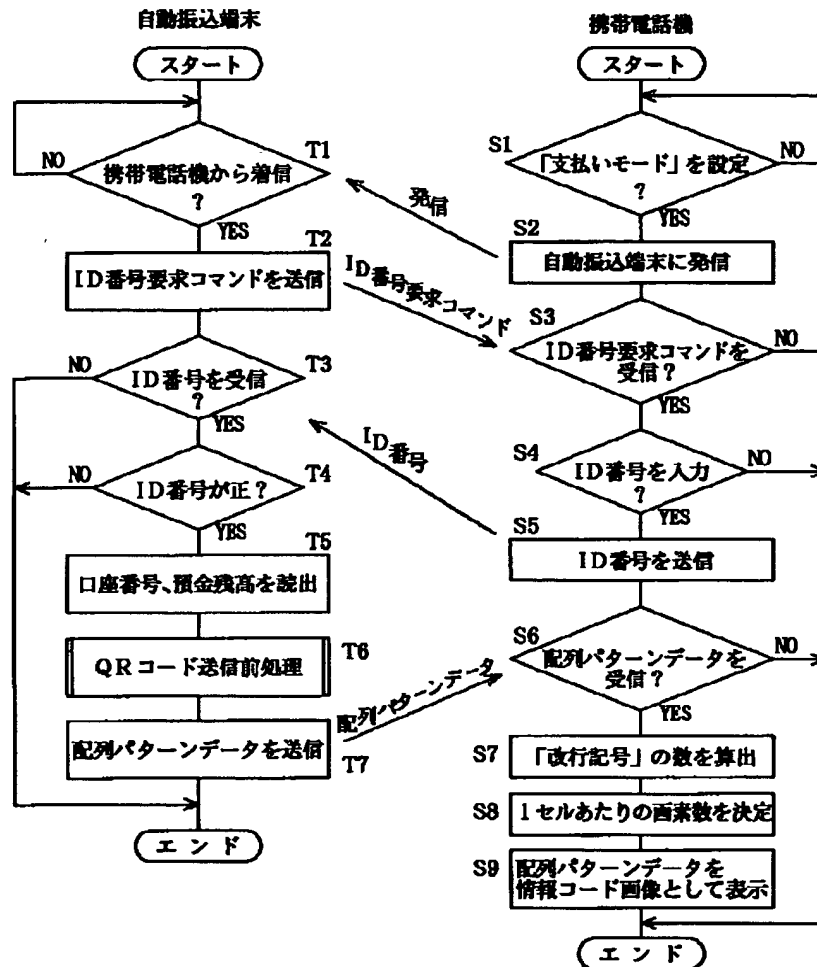 自動振込端末
スタート
NO
T1
携帯電話機から着信
?
YES
T2
ID番号要求コマンドを送信
NO
T3
ID番号を受信
?
YES
NO
T4
ID番号が正?
YES
T5
口座番号、預金残高を読出
QRコード送信前処理
T6
配列パターンデータを送信
T7
エンド
発信
ID番号要求コマンド
ID番号
配列パターンデータ
携帯電話機
スタート
S1
「支払いモード」を設定
?
NO
YES
S2
自動振込端末に発信
S3
NO
ID番号要求コマンドを
受信?
YES
S4
NO
ID番号を入力
?
YES
S5
ID番号を送信
S6
NO
配列パターンデータを
受信?
YES
S7
「改行記号」の数を算出
S8
1セルあたりの画素数を決定
S9
配列パターンデータを
情報コード画像として表示
エンド